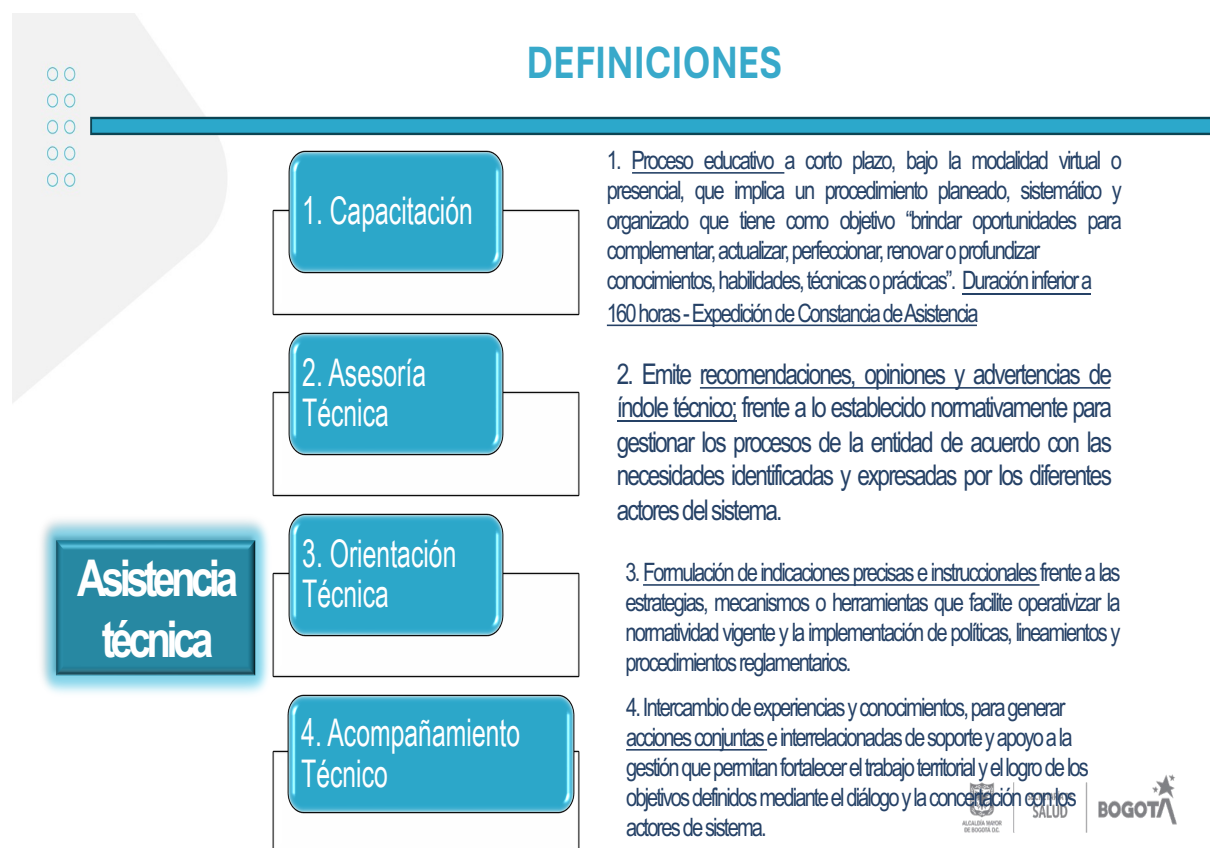 DEFINICIONES
1. Capacitación
1. Proceso educativo a corto plazo, bajo la modalidad virtual o
presencial, que implica un procedimiento planeado, sistemático y
organizado que tiene como objetivo “brindar oportunidades para
complementar, actualizar, perfeccionar, renovar o profundizar
conocimientos, habilidades, técnicas o prácticas”. Duración inferior a
160 horas - Expedición de Constancia de Asistencia
2. Asesoría
Técnica
2. Emite recomendaciones, opiniones y advertencias de
índole técnico; frente a lo establecido normativamente para
gestionar los procesos de la entidad de acuerdo con las
necesidades identificadas y expresadas por los diferentes
actores del sistema.
Asistencia
técnica
3. Orientación
Técnica
3. Formulación de indicaciones precisas e instruccionales frente a las
estrategias, mecanismos o herramientas que facilite operativizar la
normatividad vigente y la implementación de políticas, lineamientos y
procedimientos reglamentarios.
4. Acompañamiento
Técnico
4. Intercambio de experiencias y conocimientos, para generar
acciones conjuntas e interrelacionadas de soporte y apoyo a la
gestión que permitan fortalecer el trabajo territorial y el logro de los
objetivos definidos mediante el diálogo y la concertación con los
actores de sistema.
ALCALDÍA MAYOR
DE BOGOTÁ D.C.
SALUD
BOGOTÁ